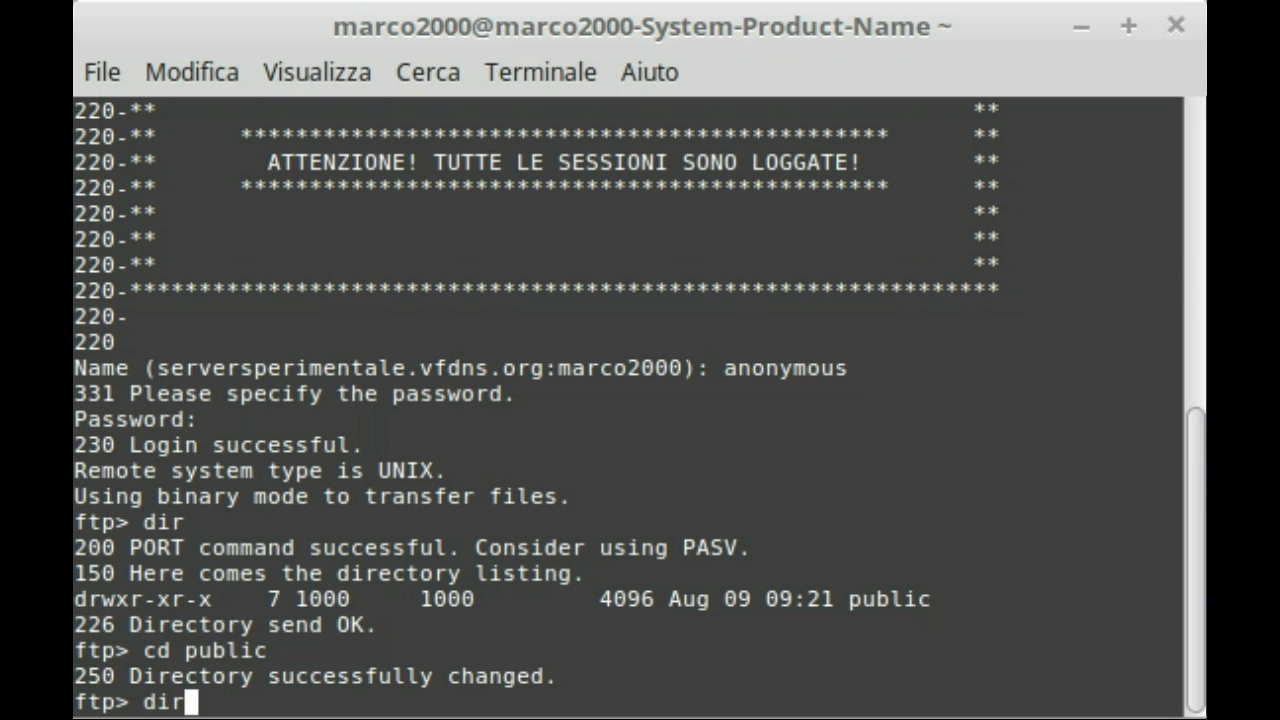 marco2000@marco2000-System-Product-Name ~
File Modifica Visualizza Cerca Terminale Aiuto
220-** **
220-** *********************************************** **
220-** ATTENZIONE! TUTTE LE SESSIONI SONO LOGGATE! **
220-** *********************************************** **
220-** **
220-** **
220-** **
220-***************************************************************
220-
220
Name (serversperimentale.vfdns.org:marco2000): anonymous
331 Please specify the password.
Password:
230 Login successful.
Remote system type is UNIX.
Using binary mode to transfer files.
ftp> dir
200 PORT command successful. Consider using PASV.
150 Here comes the directory listing.
drwxr-xr-x 7 1000 1000 4096 Aug 09 09:21 public
226 Directory send OK.
ftp> cd public
250 Directory successfully changed.
ftp> dir